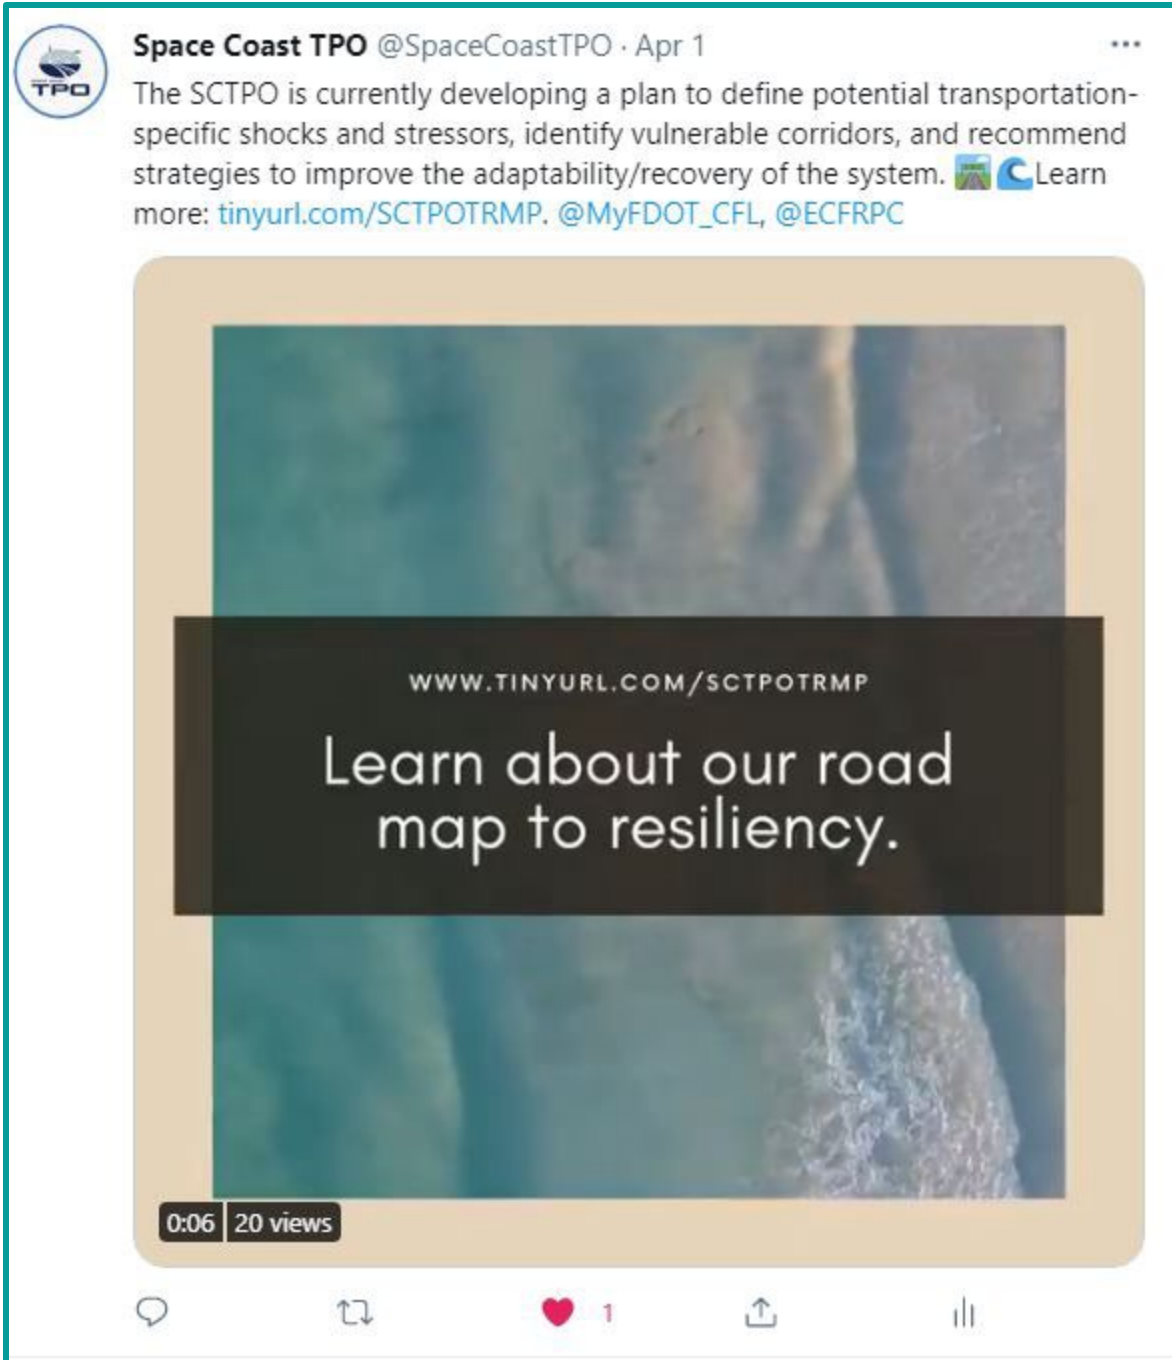 Space Coast TPO @SpaceCoastTPO · Apr 1
TPO
The SCTPO is currently developing a plan to define potential transportation-
specific shocks and stressors, identify vulnerable corridors, and recommend
strategies to improve the adaptability/recovery of the system. 🛣️🌊Learn
more: tinyurl.com/SCTPOTRMP. @MyFDOT_CFL, @ECFRPC
WWW.TINYURL.COM/SCTPOTRMP
Learn about our road
map to resiliency.
0:06 20 views
1